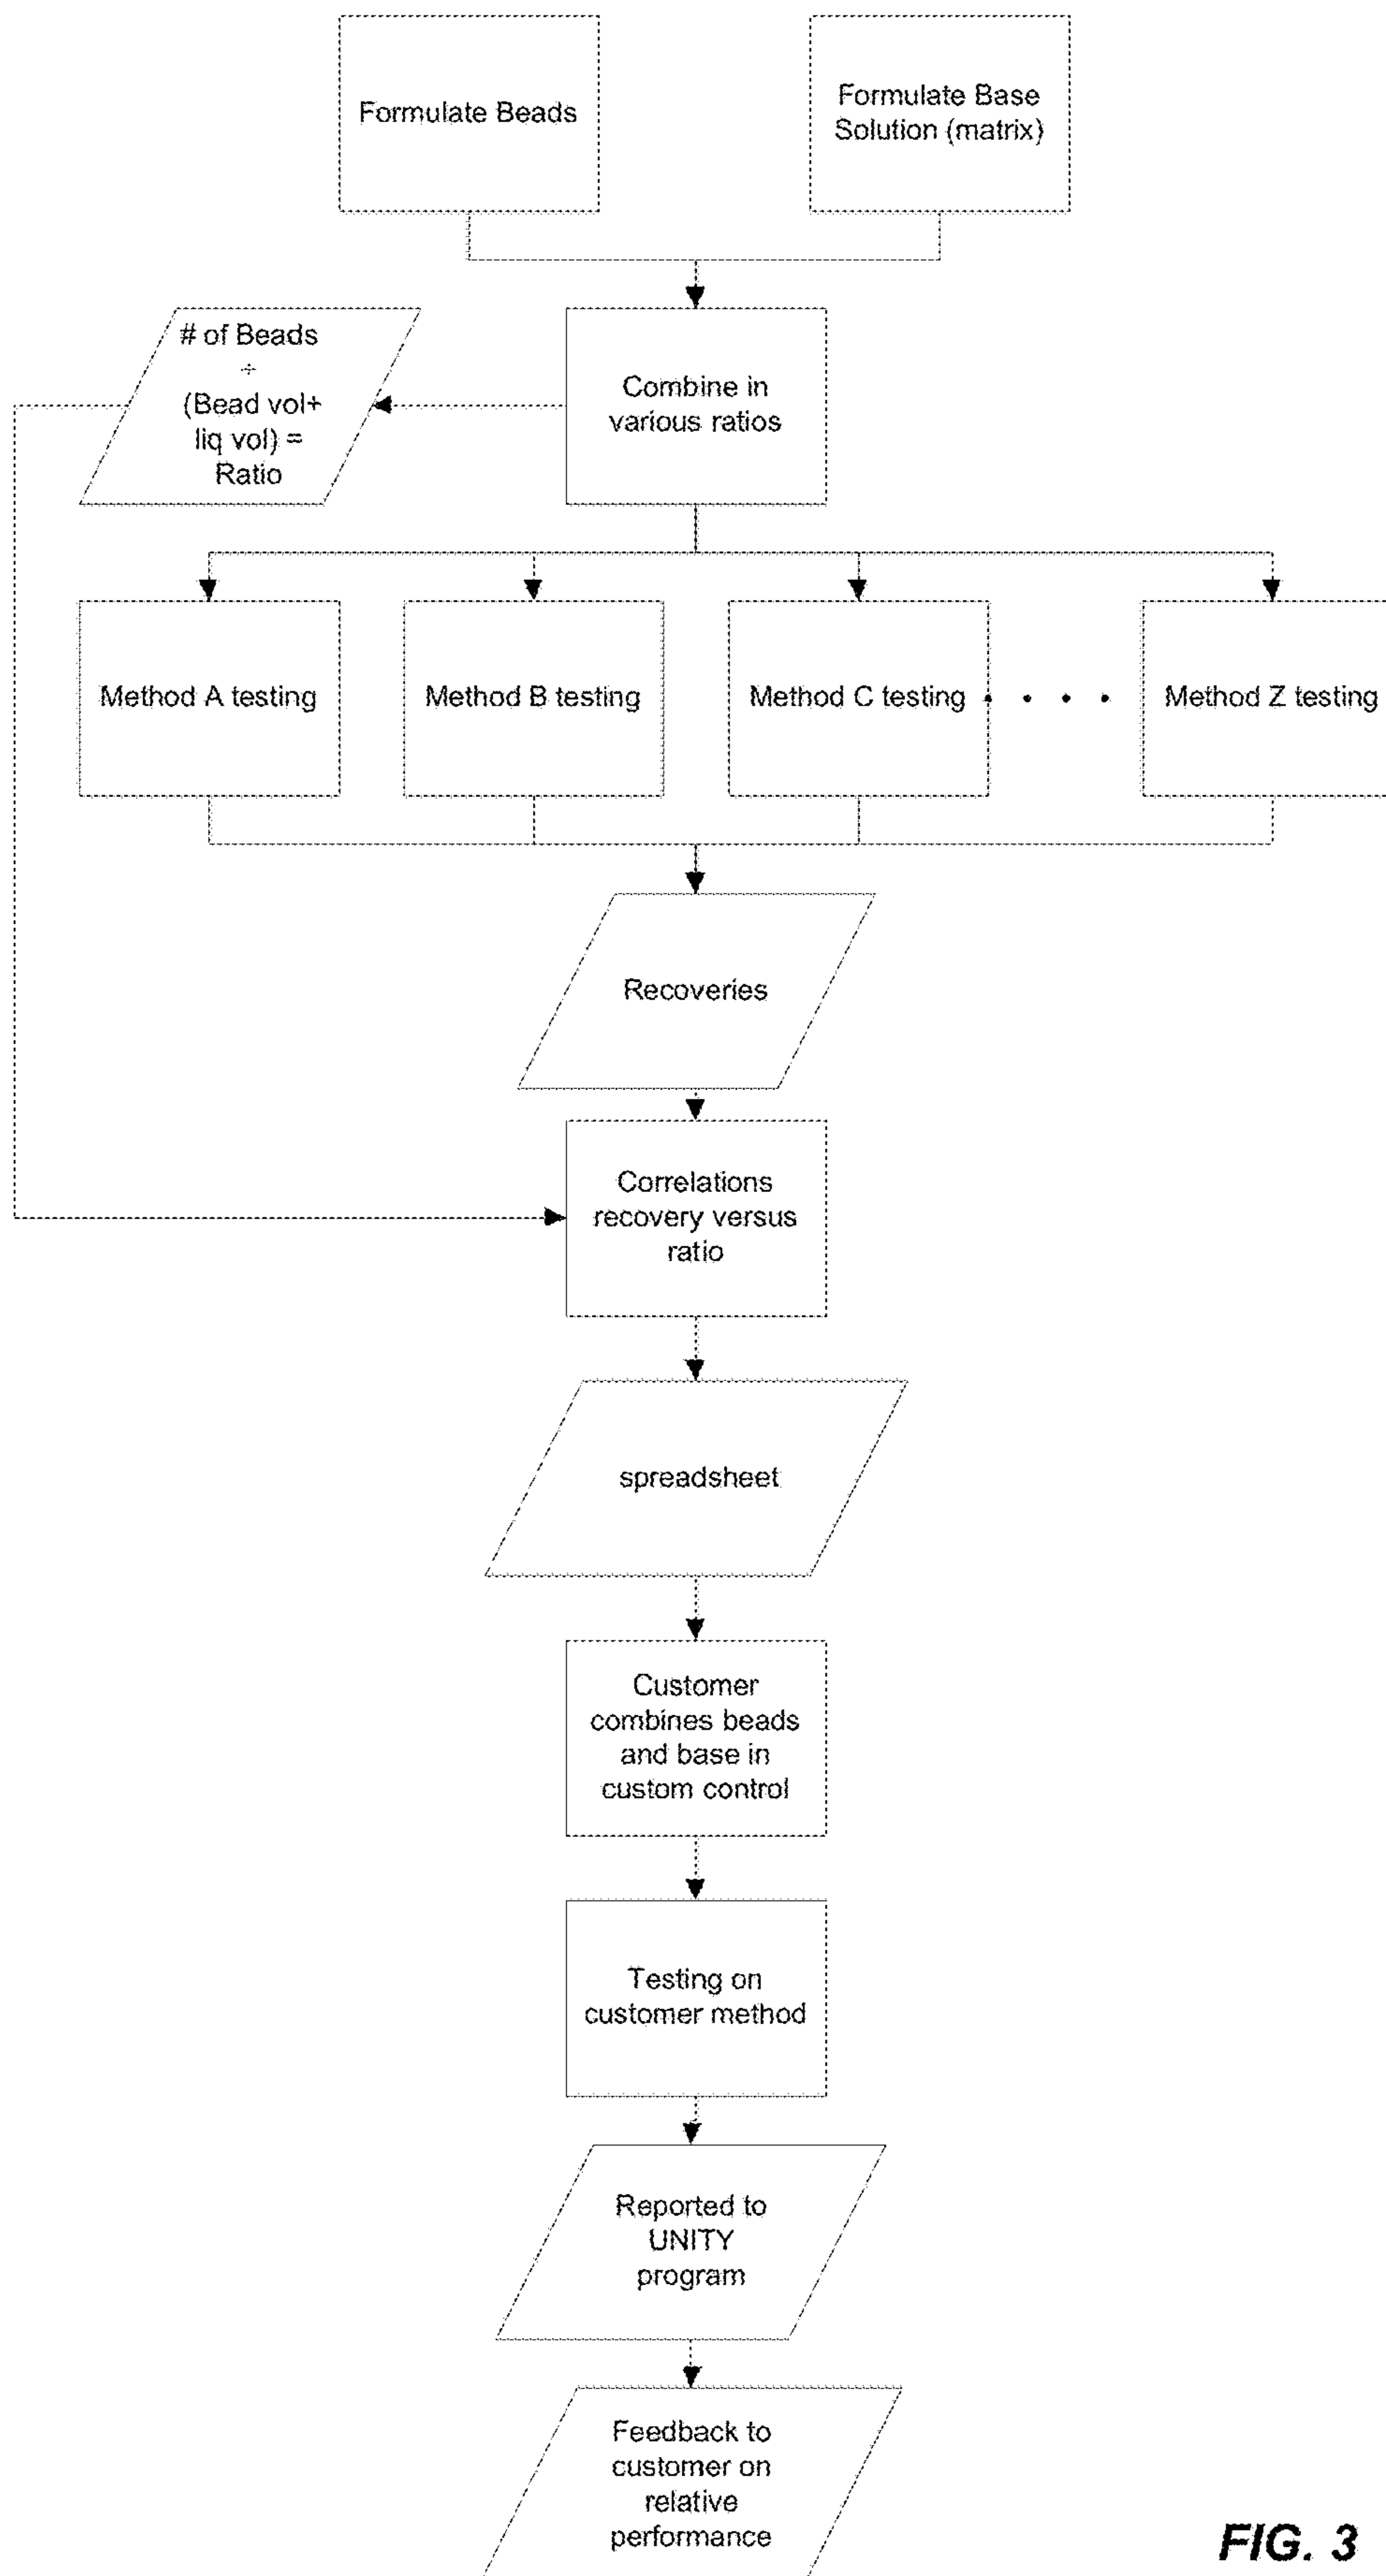 Formulate Beads
Formulate Base
Solution (matrix)
# of Beads
÷
(Bead vol+
liq vol) =
Ratio
Combine in
various ratios
Method A testing
Method B testing
Method C testing
. . . .
Method Z testing
Recoveries
Correlations
recovery versus
ratio
spreadsheet
Customer
combines beads
and base in
custom control
Testing on
customer method
Reported to
UNITY
program
Feedback to
customer on
relative
performance
FIG. 3